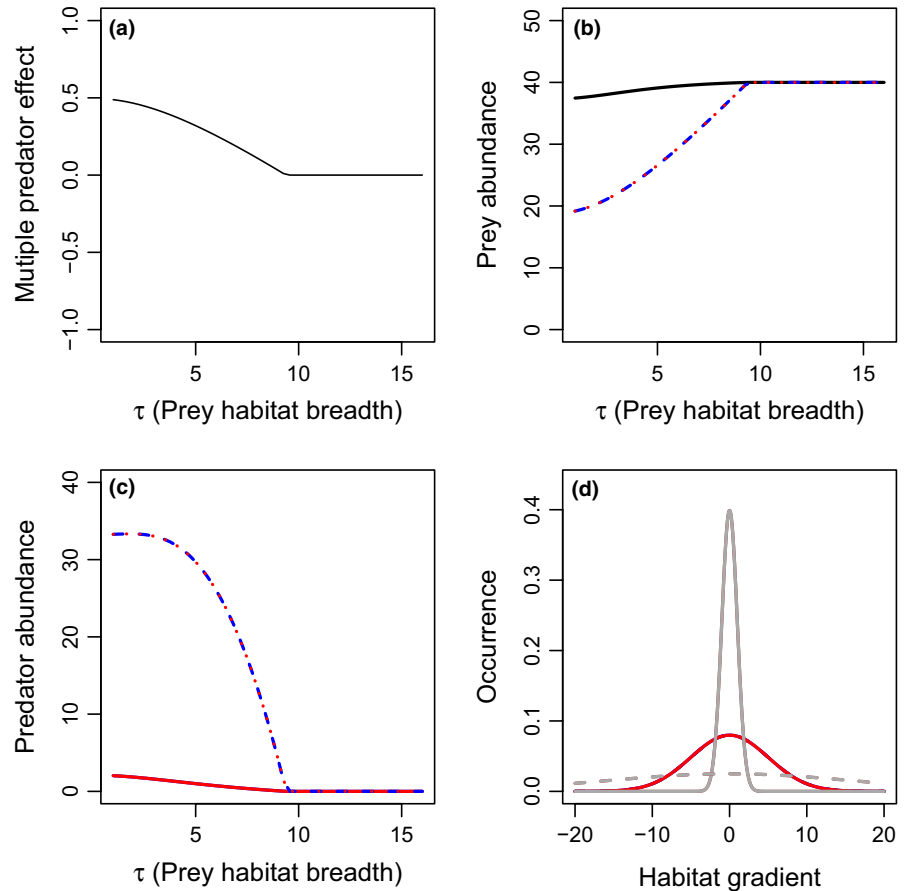 (a)
Mutiple predator effect
1.0
0.5
0.0
−0.5
−1.0
5
10
15
τ (Prey habitat breadth)
(b)
Prey abundance
50
40
30
20
10
0
5
10
15
τ (Prey habitat breadth)
(c)
Predator abundance
40
30
20
10
0
5
10
15
τ (Prey habitat breadth)
(d)
Occurrence
0.4
0.3
0.2
0.1
0.0
−20
−10
0
10
20
Habitat gradient